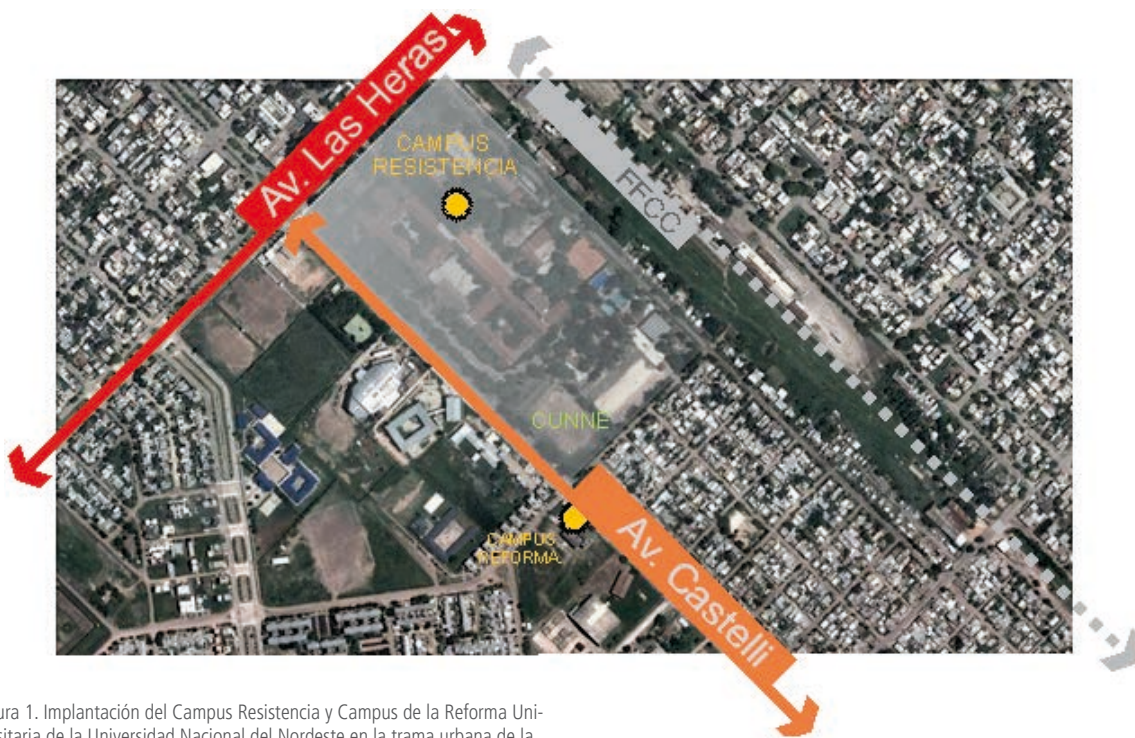 Av. Las Heras
CAMPUS
RESISTENCIA
FFCC
CUNNE
CAMPUS
REFORMA
Av. Castelli
ura 1. Implantación del Campus Resistencia y Campus de la Reforma Uni-
sitaria de la Universidad Nacional del Nordeste en la trama urbana de la